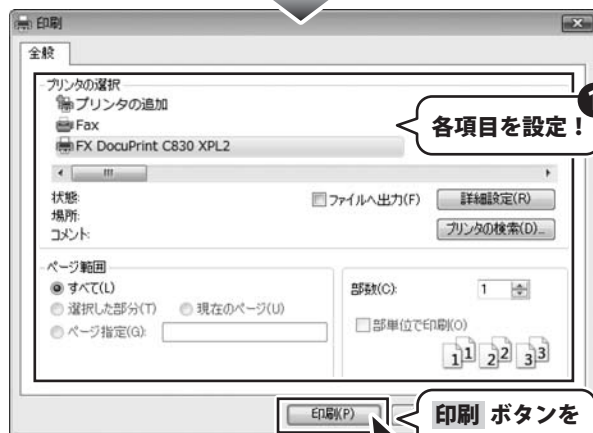 印刷
全般
プリンタの選択
プリンタの追加
Fax
FX DocuPrint C830 XPL2
各項目を設定！
状態:
場所:
コメント:
ファイルへ出力(F)
詳細設定(R)
プリンタの検索(D)...
ページ範囲
すべて(L)
選択した部分(T) 現在のページ(U)
ページ指定(G):
部数(C): 1
部単位で印刷(O)
11 22 33
印刷(P)
印刷 ボタンを